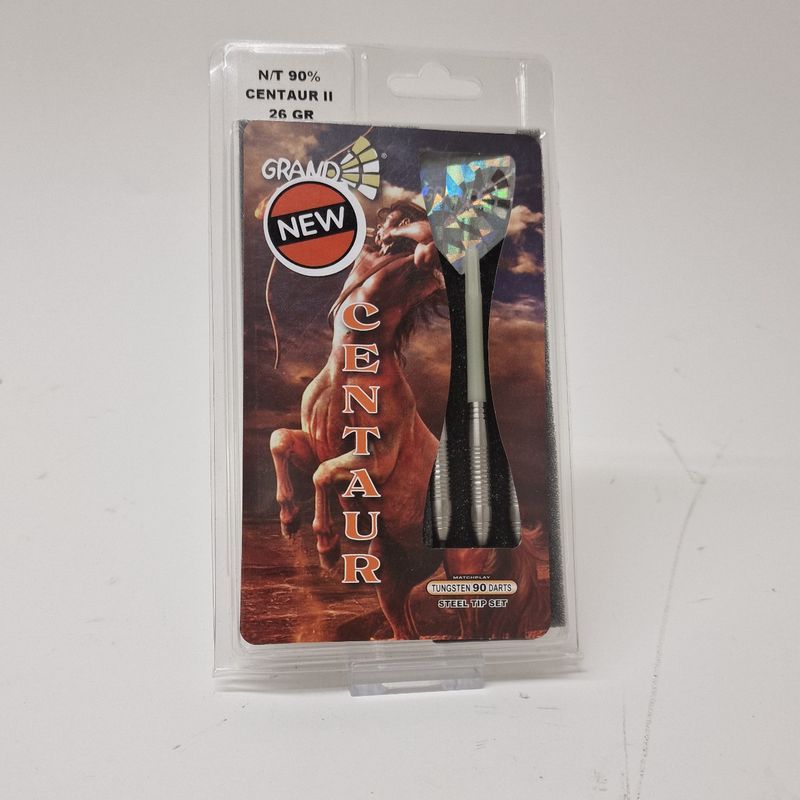 N/T 90%
CENTAUR II
26 GR
GRAND
®
NEW
CENTAUR
MATCHPLAY
TUNGSTEN 90 DARTS
STEEL TIP SET